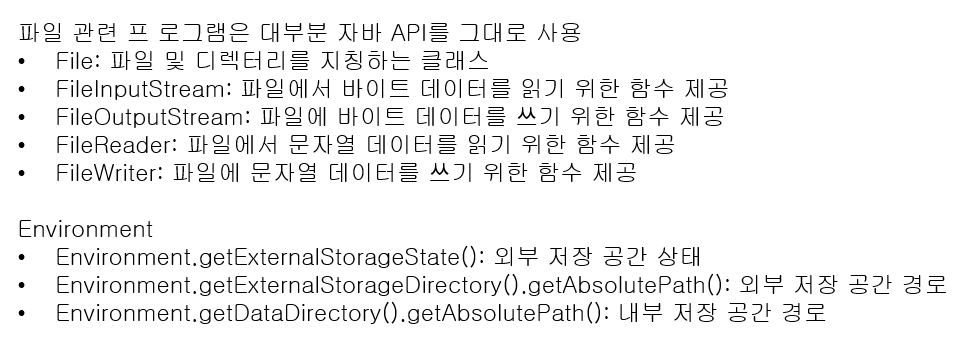 파일 관련 프 로그램은 대부분 자바 API를 그대로 사용
• File: 파일 및 디렉터리를 지칭하는 클래스
• FileInputStream: 파일에서 바이트 데이터를 읽기 위한 함수 제공
• FileOutputStream: 파일에 바이트 데이터를 쓰기 위한 함수 제공
• FileReader: 파일에서 문자열 데이터를 읽기 위한 함수 제공
• FileWriter: 파일에 문자열 데이터를 쓰기 위한 함수 제공
Environment
• Environment.getExternalStorageState(): 외부 저장 공간 상태
• Environment.getExternalStorageDirectory().getAbsolutePath(): 외부 저장 공간 경로
• Environment.getDataDirectory().getAbsolutePath(): 내부 저장 공간 경로